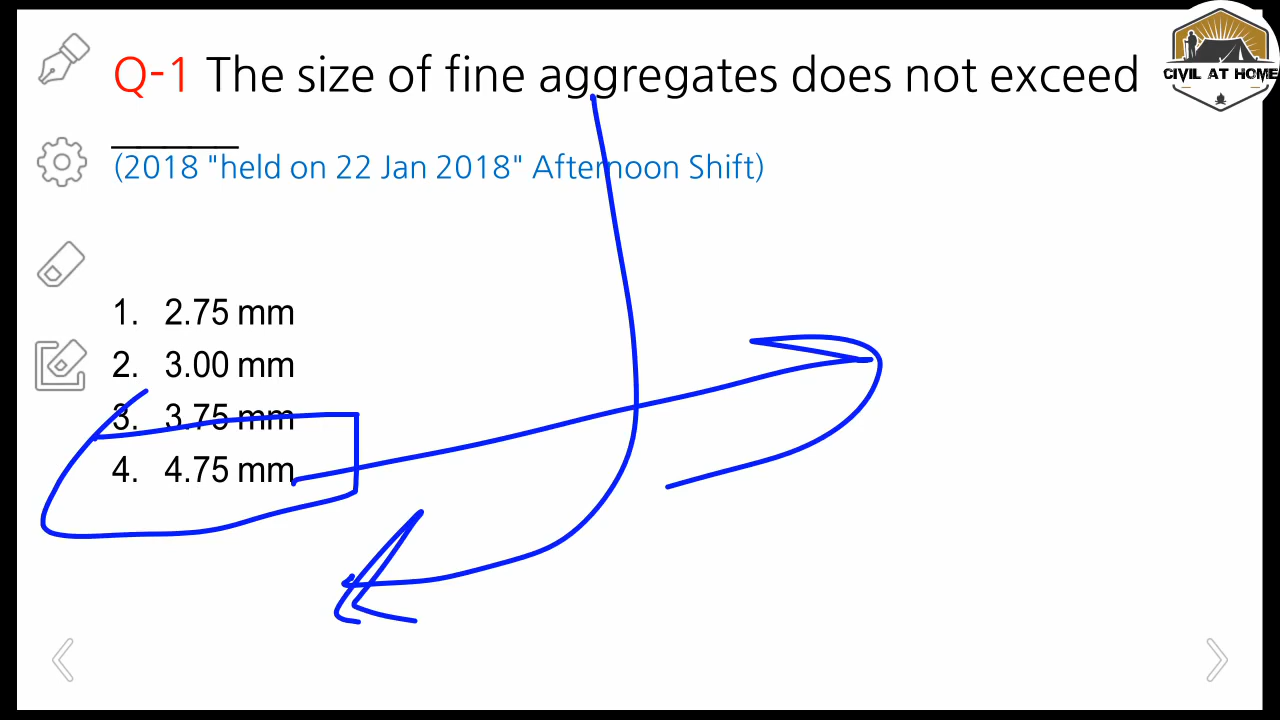 Q-1 The size of fine aggregates does not exceed
_______
(2018 "held on 22 Jan 2018" Afternoon Shift)
1. 2.75 mm
2. 3.00 mm
3. 3.75 mm
4. 4.75 mm
CIVIL AT HOME